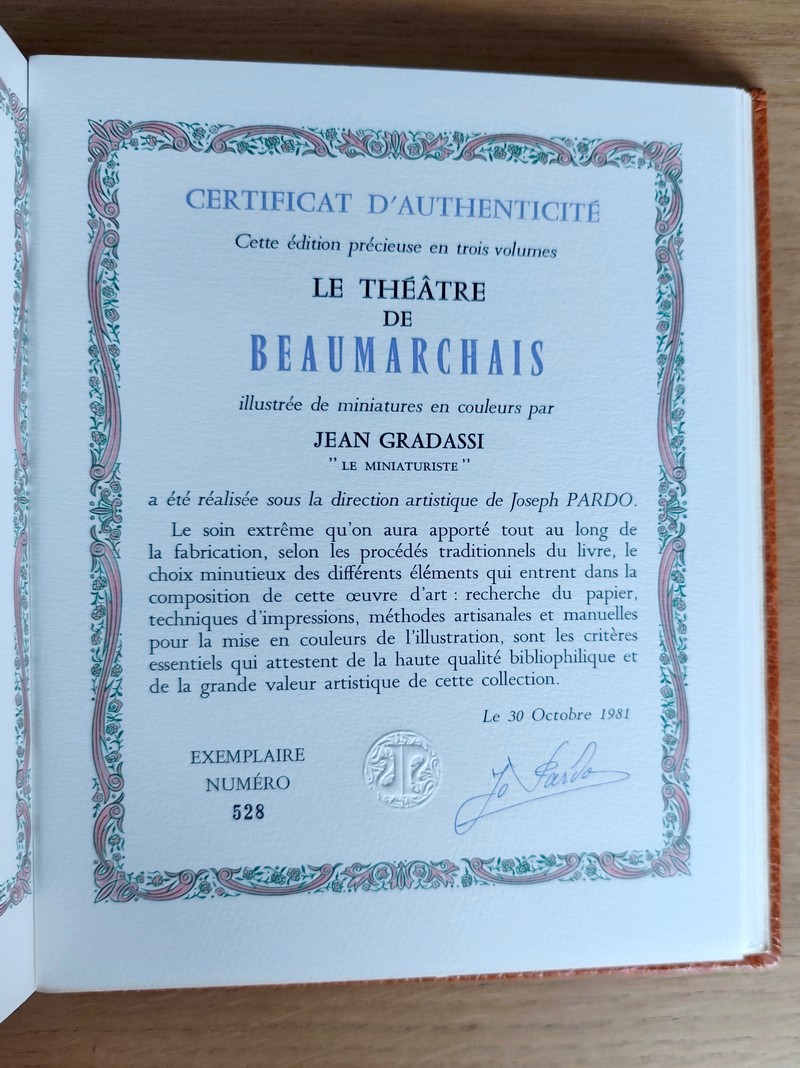 CERTIFICAT D'AUTHENTICITÉ
Cette édition précieuse en trois volumes
LE THÉÂTRE
DE
BEAUMARCHAIS
illustrée de miniatures en couleurs par
JEAN GRADASSI
" LE MINIATURISTE "
a été réalisée sous la direction artistique de Joseph PARDO.
Le soin extrême qu'on aura apporté tout au long de
la fabrication, selon les procédés traditionnels du livre, le
choix minutieux des différents éléments qui entrent dans la
composition de cette œuvre d'art : recherche du papier,
techniques d'impressions, méthodes artisanales et manuelles
pour la mise en couleurs de l'illustration, sont les critères
essentiels qui attestent de la haute qualité bibliophilique et
de la grande valeur artistique de cette collection.
Le 30 Octobre 1981
EXEMPLAIRE
NUMÉRO
528
Jo Pardo